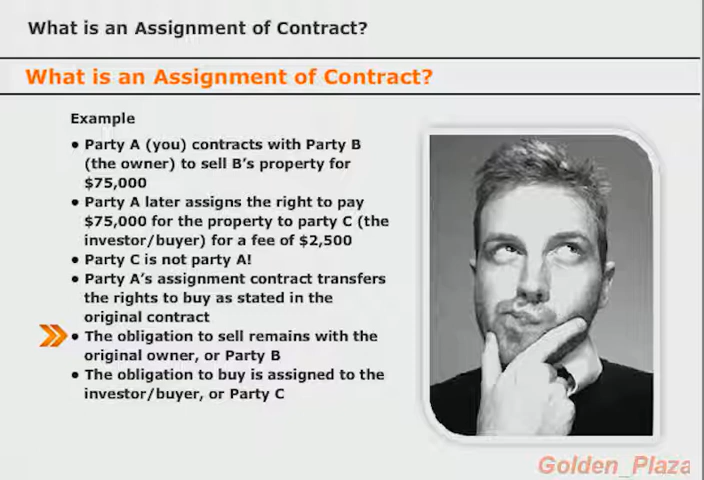 What is an Assignment of Contract?
What is an Assignment of Contract?
Example
• Party A (you) contracts with Party B
(the owner) to sell B’s property for
$75,000
• Party A later assigns the right to pay
$75,000 for the property to party C (the
investor/buyer) for a fee of $2,500
• Party C is not party A!
• Party A’s assignment contract transfers
the rights to buy as stated in the
original contract
• The obligation to sell remains with the
original owner, or Party B
• The obligation to buy is assigned to the
investor/buyer, or Party C
Golden_Plaza